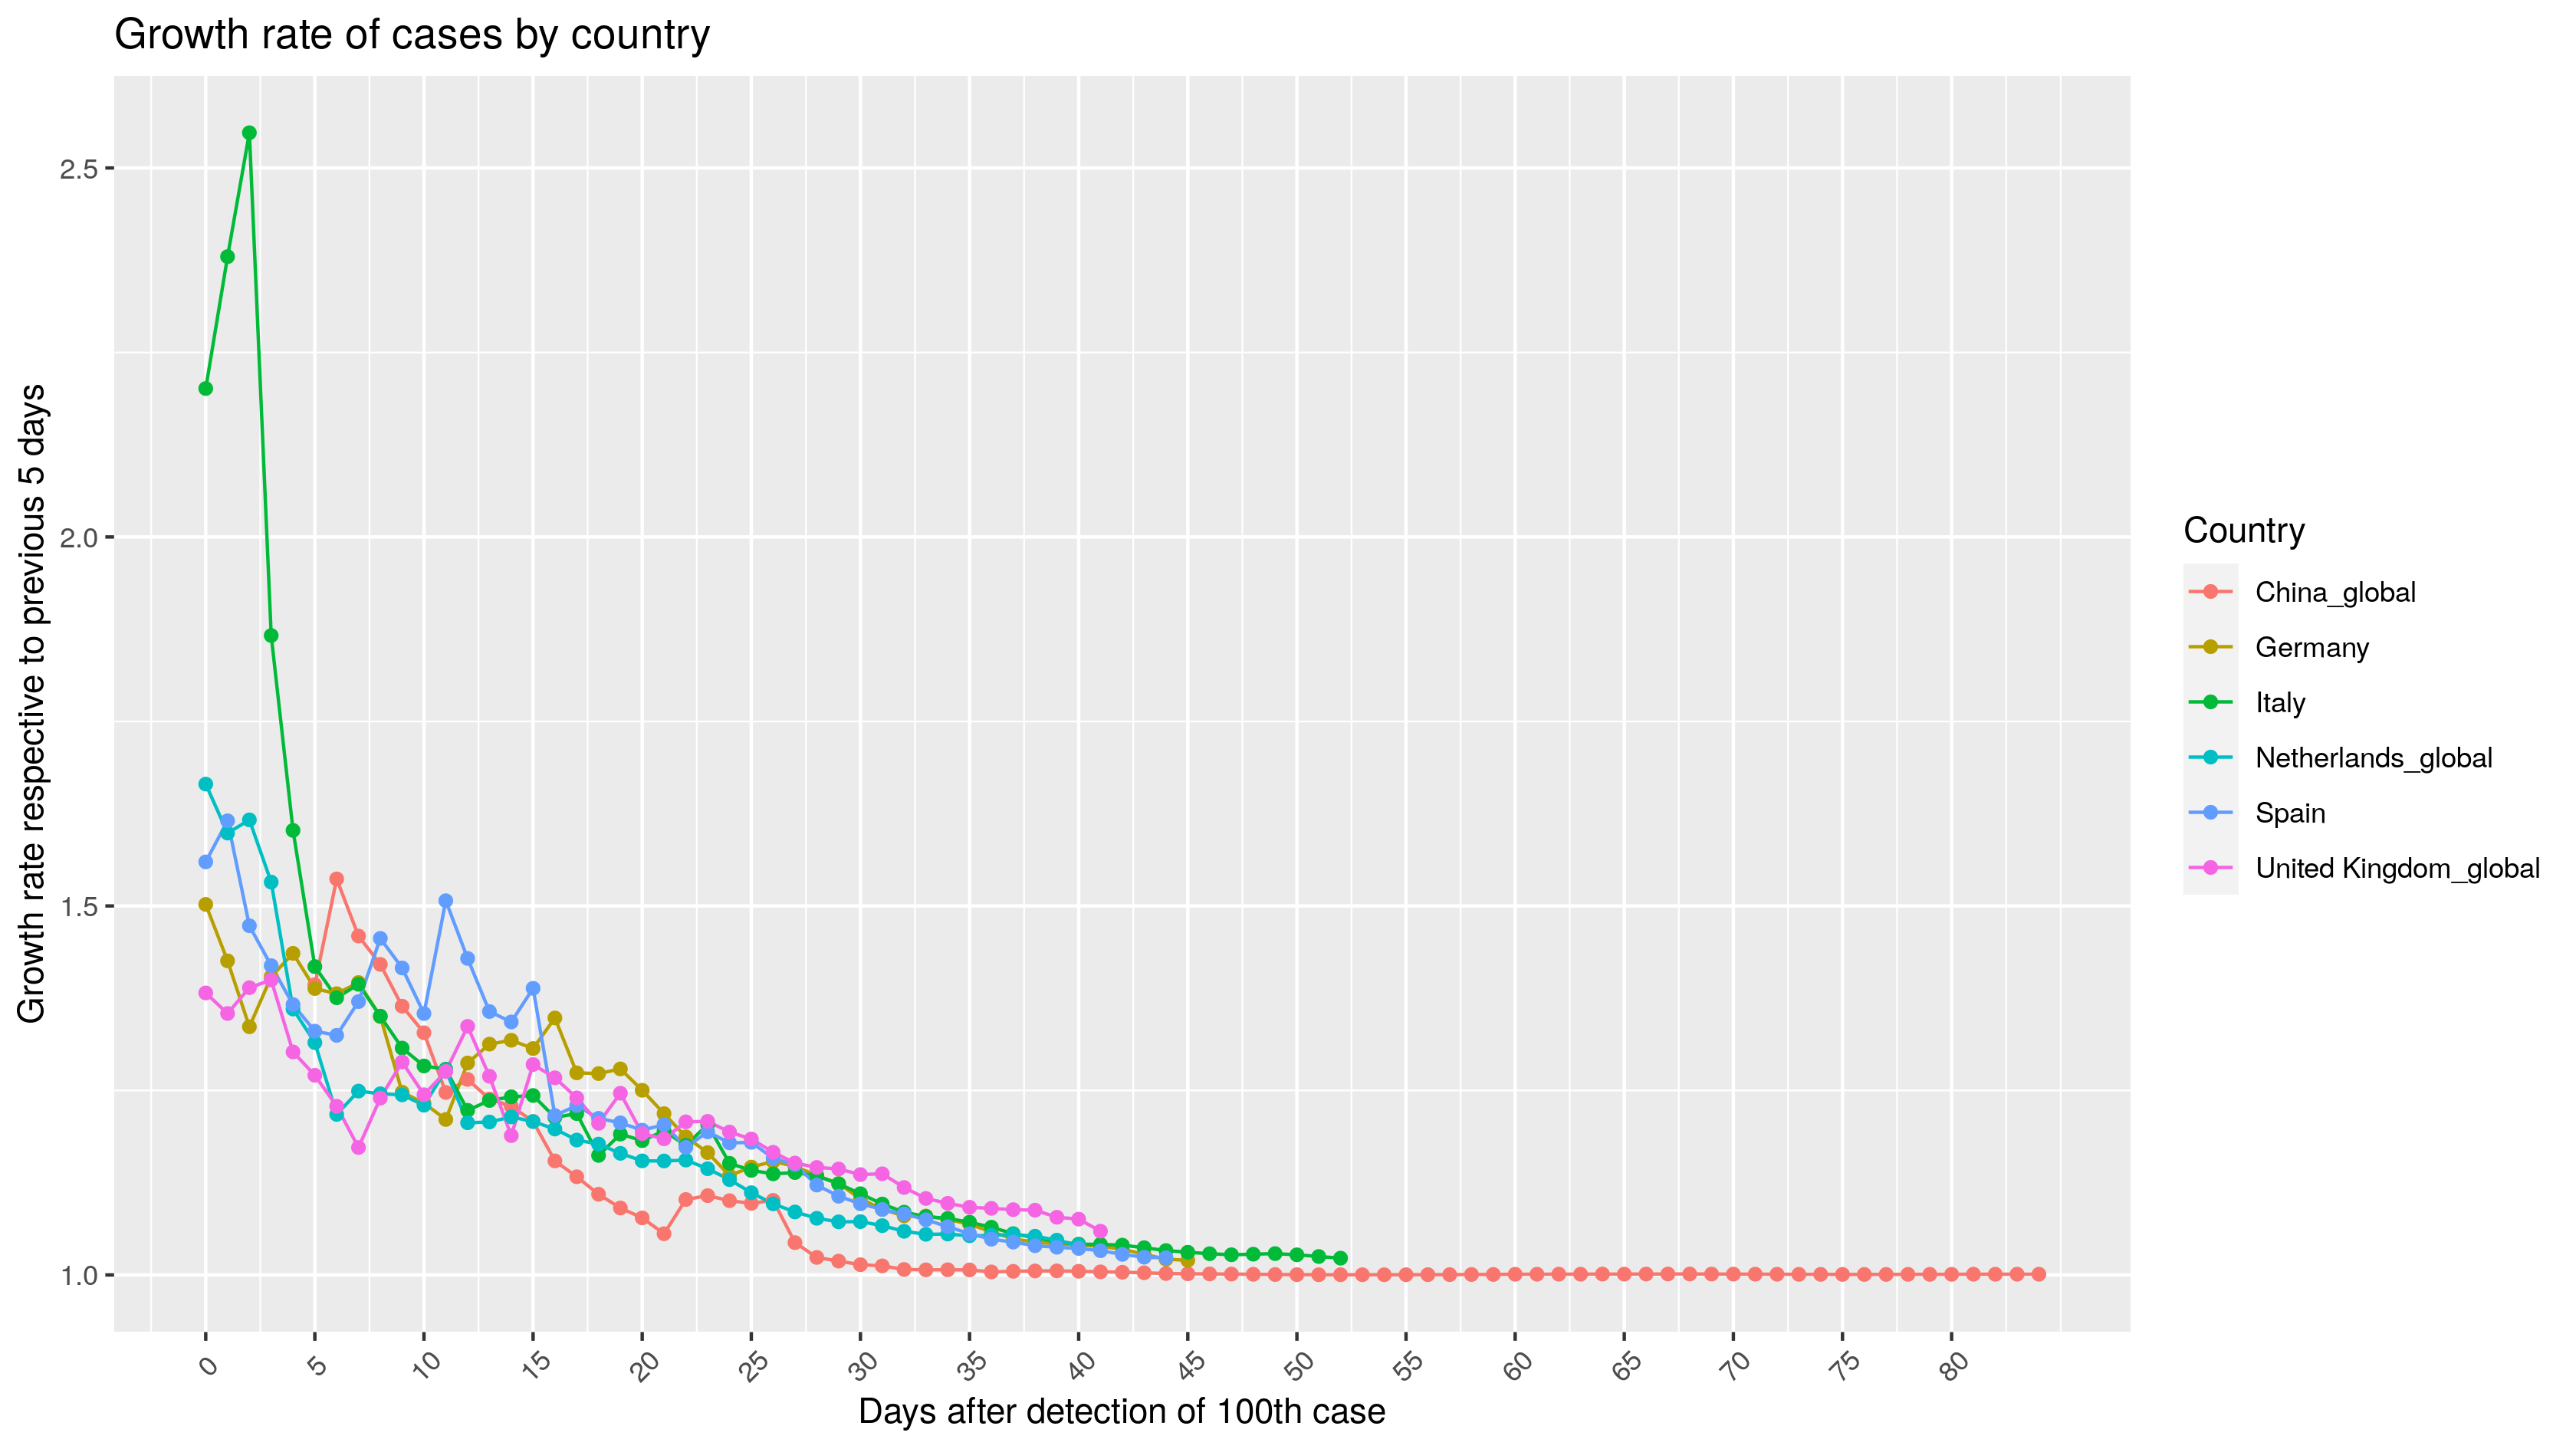 Growth rate of cases by country
Growth rate respective to previous 5 days
2.5
2.0
1.5
1.0
0 5 10 15 20 25 30 35 40 45 50 55 60 65 70 75 80
Days after detection of 100th case
Country
China_global
Germany
Italy
Netherlands_global
Spain
United Kingdom_global